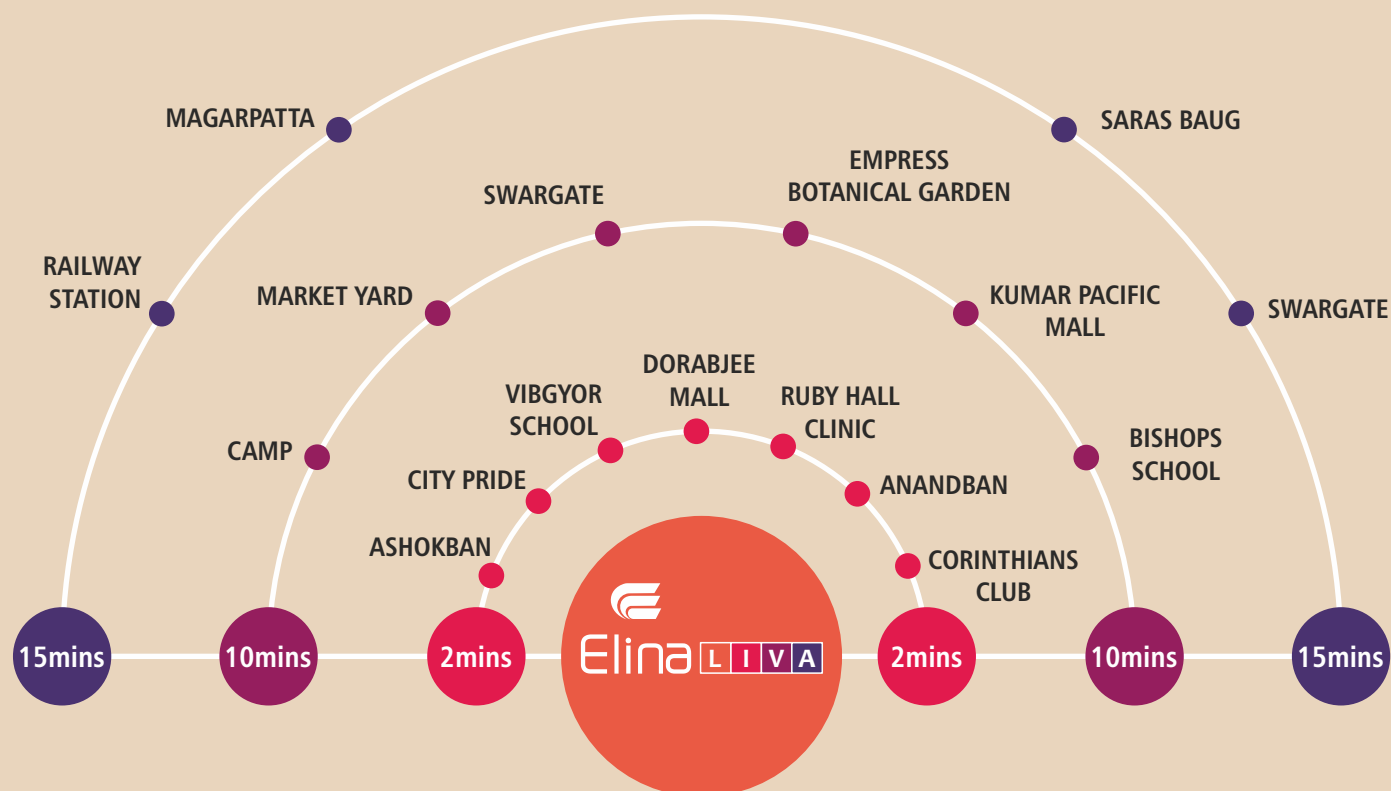 MAGARPATTA
SARAS BAUG
EMPRESS
BOTANICAL GARDEN
SWARGATE
RAILWAY
STATION
MARKET YARD
KUMAR PACIFIC
MALL
SWARGATE
DORABJEE
MALL
VIBGYOR
SCHOOL
RUBY HALL
CLINIC
CAMP
BISHOPS
SCHOOL
CITY PRIDE
ANANDBAN
ASHOKBAN
CORINTHIANS
CLUB
Elina LIVA
15mins
10mins
2mins
2mins
10mins
15mins